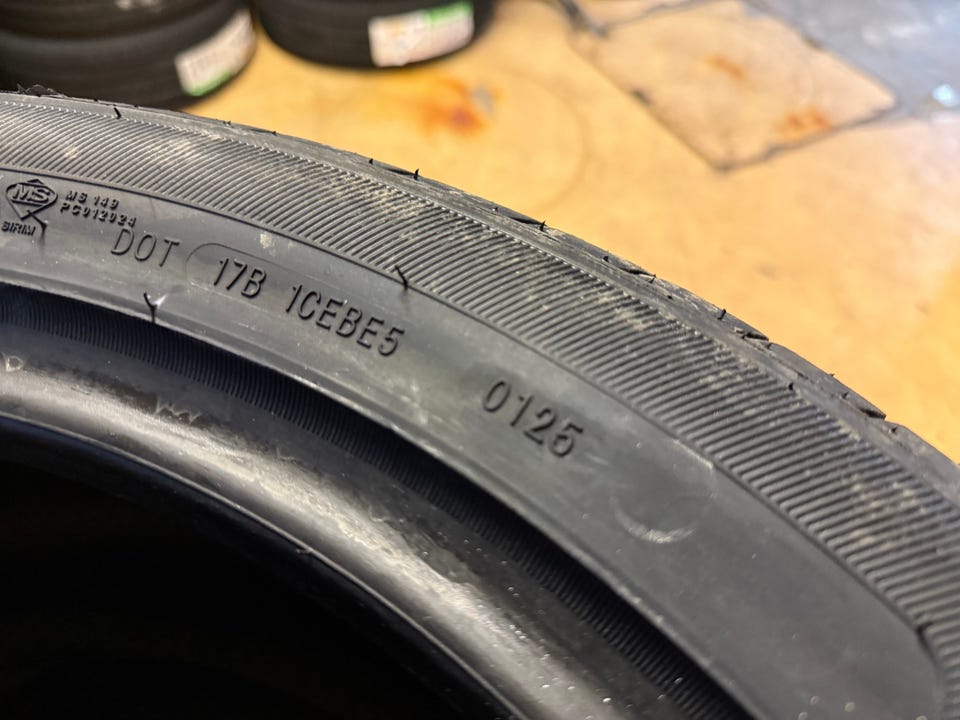 MS
SIRIM
MS 149
PC012024
DOT 17B 1CEBE5 0125